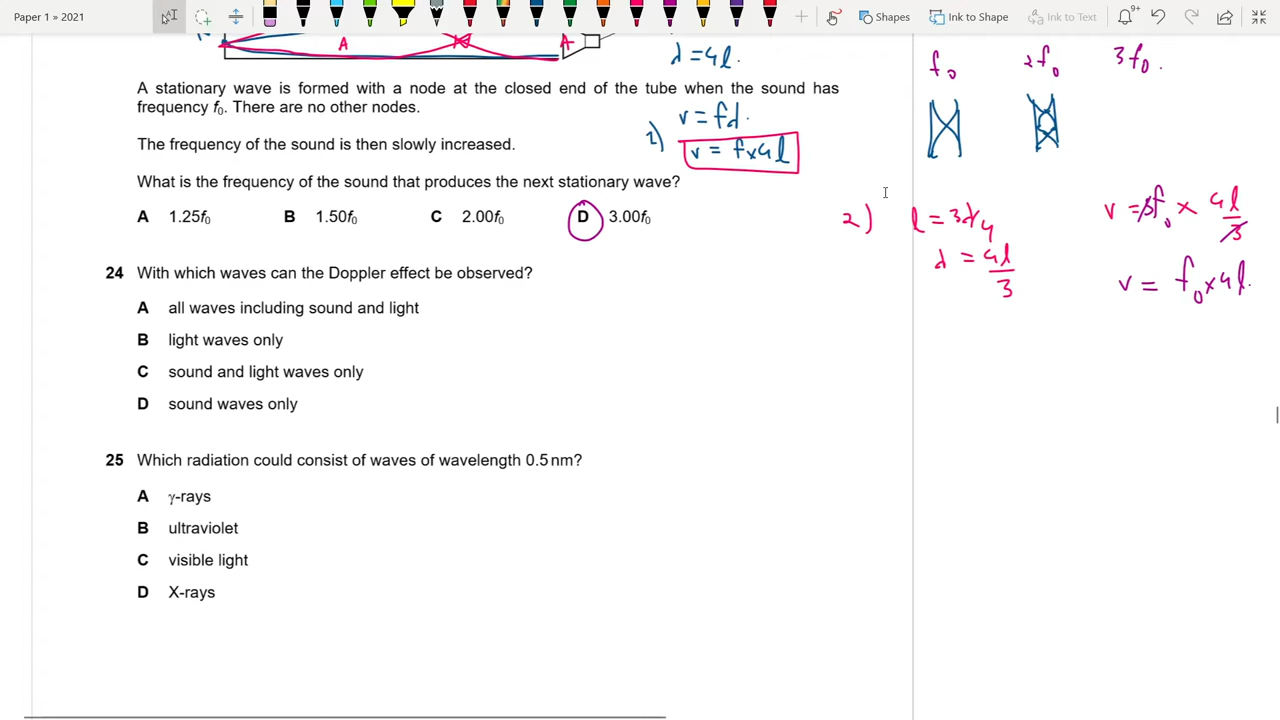 Paper 1 » 2021
Shapes
Ink to Shape
Ink to Text
9+
A
A
λ = 4l.
f₀ 2f₀ 3f₀.
A stationary wave is formed with a node at the closed end of the tube when the sound has
frequency f₀. There are no other nodes.
1) v = fλ.
v = f×4l
The frequency of the sound is then slowly increased.
What is the frequency of the sound that produces the next stationary wave?
A 1.25f₀ B 1.50f₀ C 2.00f₀ D 3.00f₀
2) l = 3λ/4
λ = 4l/3
v = 3f₀ × 4l/3
v = f₀×4l.
24 With which waves can the Doppler effect be observed?
A all waves including sound and light
B light waves only
C sound and light waves only
D sound waves only
25 Which radiation could consist of waves of wavelength 0.5 nm?
A γ-rays
B ultraviolet
C visible light
D X-rays